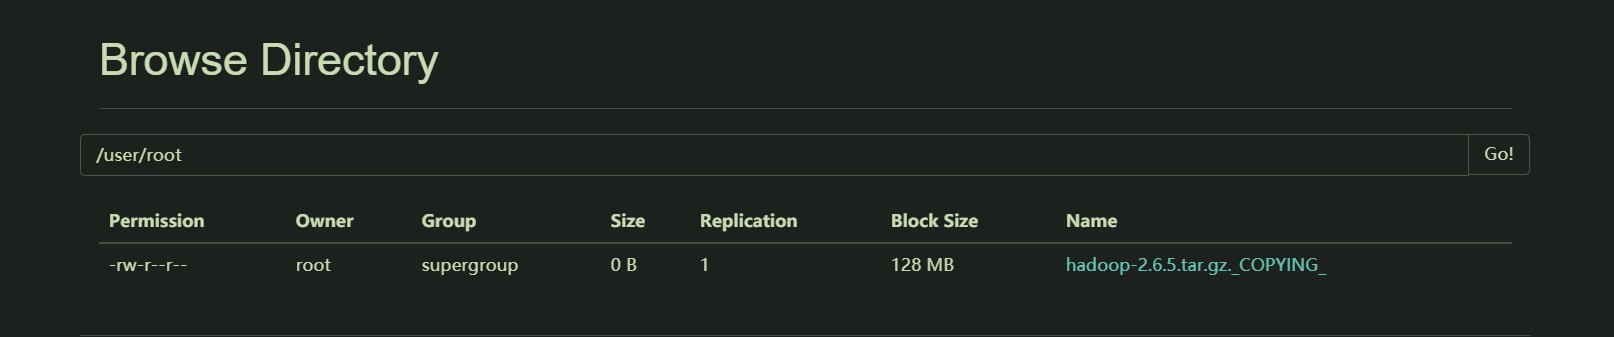 Browse Directory
/user/root Go!
Permission Owner Group Size Replication Block Size Name
-rw-r--r-- root supergroup 0 B 1 128 MB hadoop-2.6.5.tar.gz._COPYING_